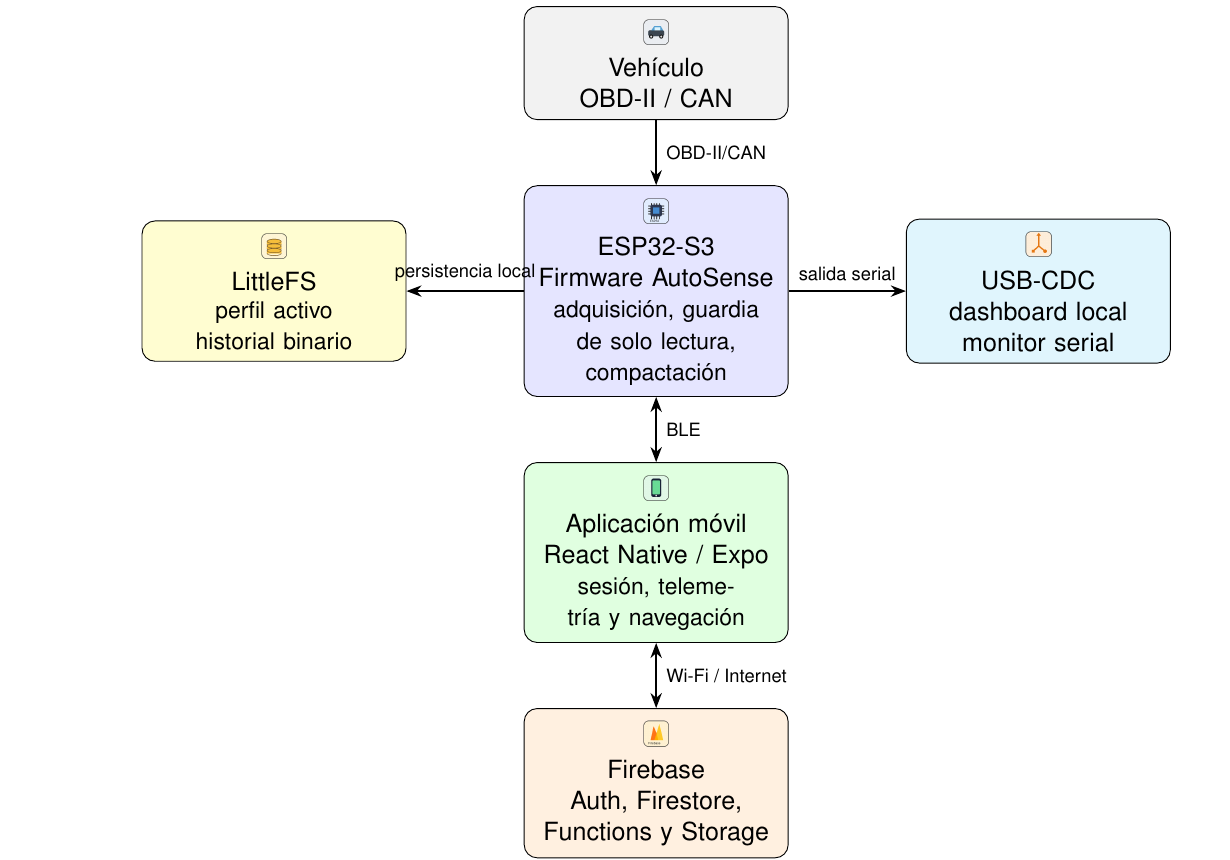 Vehículo
OBD-II / CAN
OBD-II/CAN
LittleFS
perfil activo
historial binario
persistencia local
ESP32-S3
Firmware AutoSense
adquisición, guardia
de solo lectura,
compactación
salida serial
USB-CDC
dashboard local
monitor serial
BLE
Aplicación móvil
React Native / Expo
sesión, teleme-
tría y navegación
Wi-Fi / Internet
Firebase
Auth, Firestore,
Functions y Storage